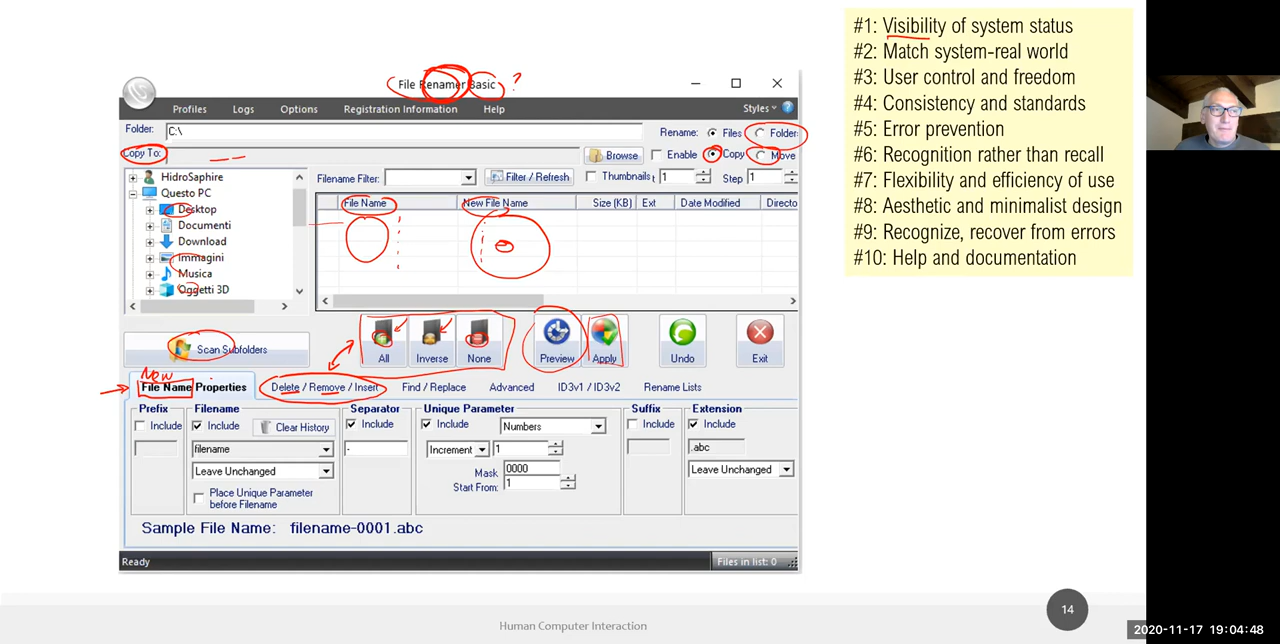 #1: Visibility of system status
#2: Match system-real world
#3: User control and freedom
#4: Consistency and standards
#5: Error prevention
#6: Recognition rather than recall
#7: Flexibility and efficiency of use
#8: Aesthetic and minimalist design
#9: Recognize, recover from errors
#10: Help and documentation
File Renamer Basic ?
Profiles Logs Options Registration Information Help Styles
Folder: C:\ Rename: Files Folder
Copy To: Browse Enable Copy Move
HidroSaphire
Questo PC
Desktop
Documenti
Download
Immagini
Musica
Oggetti 3D
Filename Filter: Filter / Refresh Thumbnails 1 Step 1
File Name New File Name Size (KB) Ext Date Modified Directo
Scan Subfolders All Inverse None Preview Apply Undo Exit
New
File Name Properties Delete / Remove / Insert Find / Replace Advanced ID3v1 / ID3v2 Rename Lists
Prefix Filename Separator Unique Parameter Suffix Extension
Include Include Clear History Include Include Numbers Include Include
filename - Increment 1 .abc
Leave Unchanged Mask 0000 Leave Unchanged
Start From: 1
Place Unique Parameter
before Filename
Sample File Name: filename-0001.abc
Ready Files in list: 0
14
Human Computer Interaction
2020-11-17 19:04:48